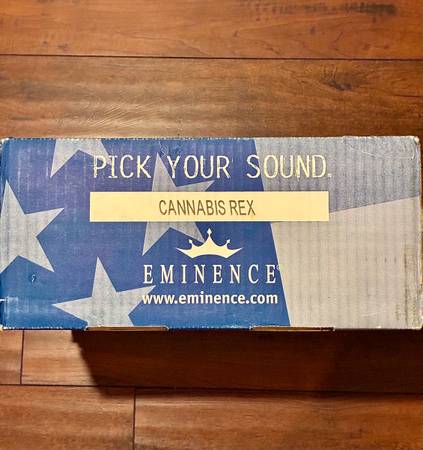 PICK YOUR SOUND.
CANNABIS REX
EMINENCE®
www.eminence.com